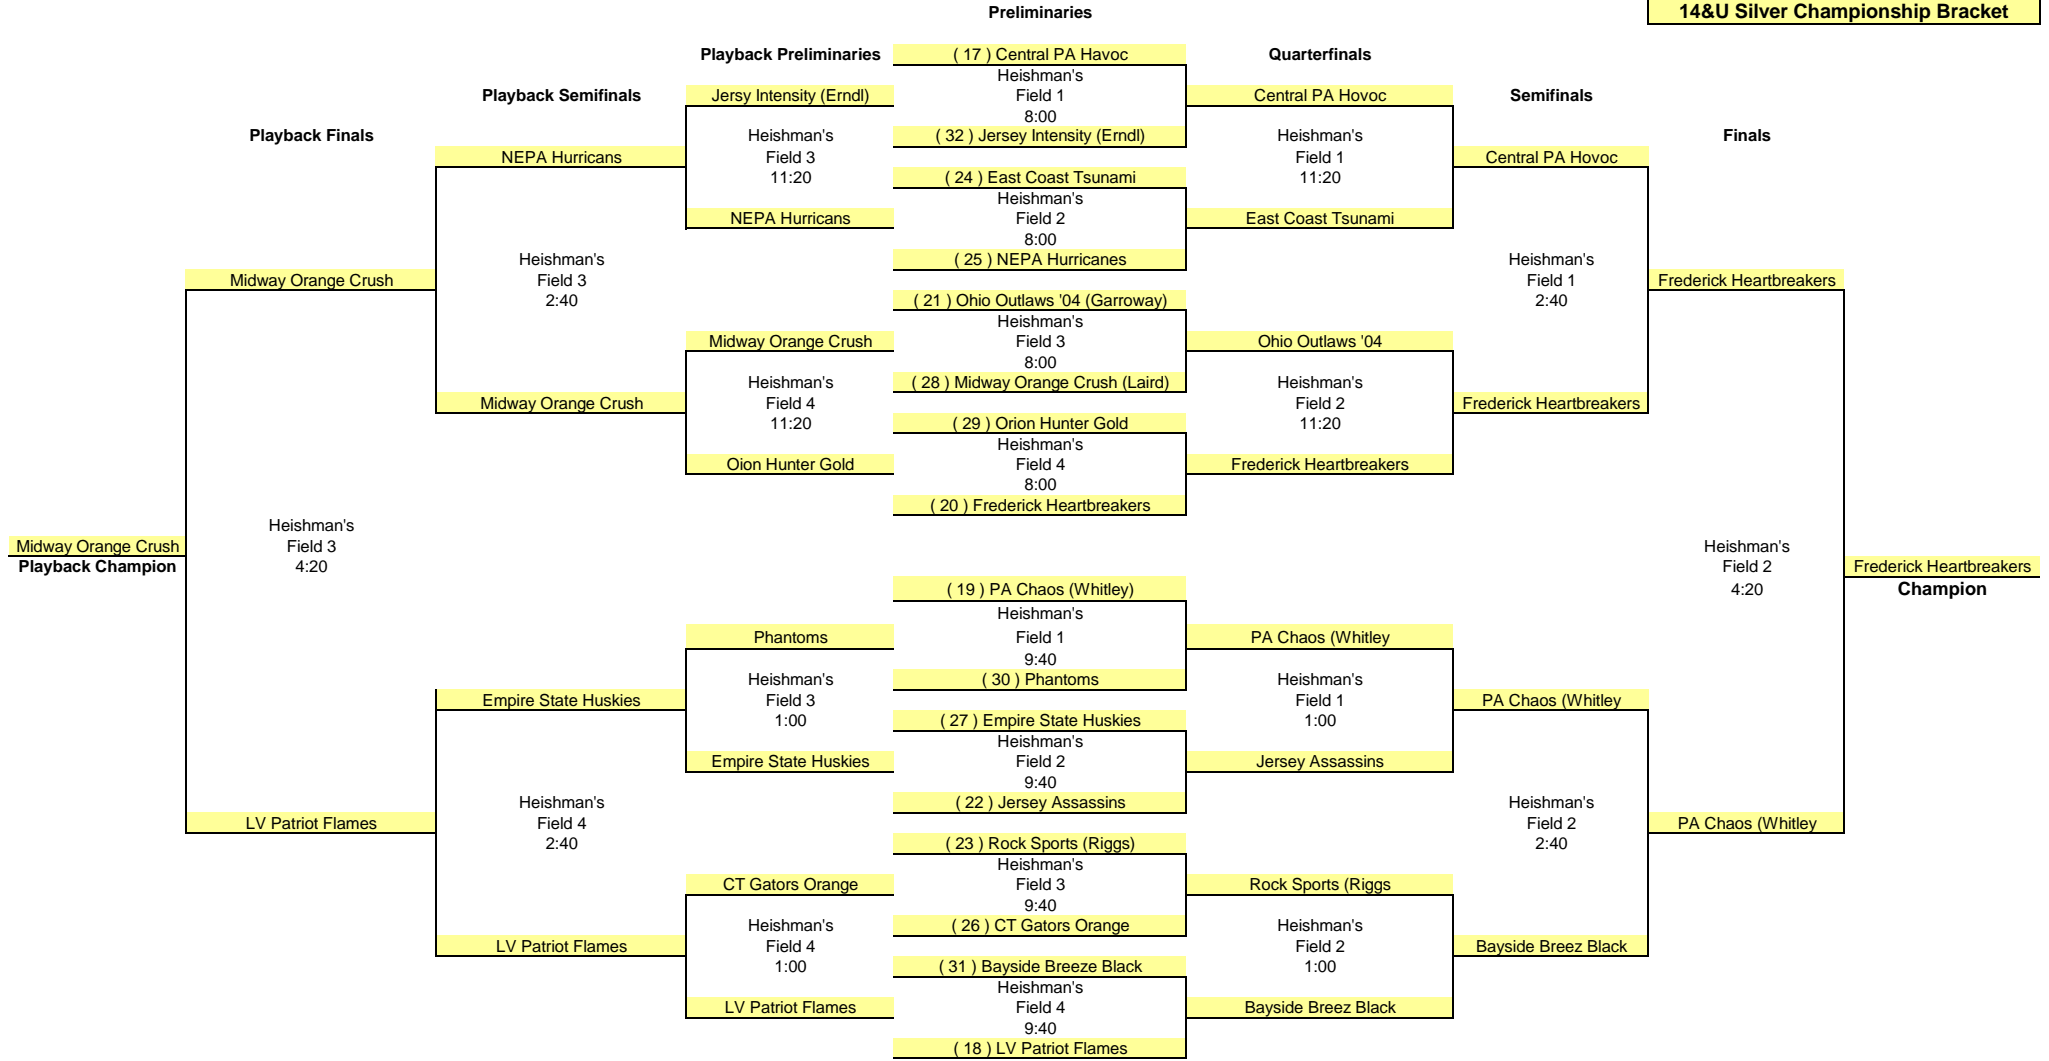 Preliminaries
14&U Silver Championship Bracket
Playback Preliminaries
( 17 ) Central PA Havoc
Quarterfinals
Heishman's
Playback Semifinals
Jersy Intensity (Erndl)
Field 1
Central PA Hovoc
Semifinals
8:00
Playback Finals
Heishman's
( 32 ) Jersey Intensity (Erndl)
Heishman's
Finals
NEPA Hurricans
Field 3
Field 1
Central PA Hovoc
11:20
( 24 ) East Coast Tsunami
11:20
Heishman's
NEPA Hurricans
Field 2
East Coast Tsunami
8:00
Heishman's
( 25 ) NEPA Hurricanes
Heishman's
Midway Orange Crush
Field 3
Field 1
Frederick Heartbreakers
2:40
( 21 ) Ohio Outlaws '04 (Garroway)
2:40
Heishman's
Midway Orange Crush
Field 3
Ohio Outlaws '04
8:00
Heishman's
( 28 ) Midway Orange Crush (Laird)
Heishman's
Midway Orange Crush
Field 4
Field 2
Frederick Heartbreakers
11:20
( 29 ) Orion Hunter Gold
11:20
Heishman's
Oion Hunter Gold
Field 4
Frederick Heartbreakers
8:00
( 20 ) Frederick Heartbreakers
Heishman's
Midway Orange Crush
Field 3
Heishman's
Playback Champion
4:20
Field 2
Frederick Heartbreakers
( 19 ) PA Chaos (Whitley)
4:20
Champion
Heishman's
Phantoms
Field 1
PA Chaos (Whitley
9:40
Heishman's
( 30 ) Phantoms
Heishman's
Empire State Huskies
Field 3
Field 1
PA Chaos (Whitley
1:00
( 27 ) Empire State Huskies
1:00
Heishman's
Empire State Huskies
Field 2
Jersey Assassins
9:40
Heishman's
( 22 ) Jersey Assassins
Heishman's
LV Patriot Flames
Field 4
Field 2
PA Chaos (Whitley
2:40
( 23 ) Rock Sports (Riggs)
2:40
Heishman's
CT Gators Orange
Field 3
Rock Sports (Riggs
9:40
Heishman's
( 26 ) CT Gators Orange
Heishman's
LV Patriot Flames
Field 4
Field 2
Bayside Breez Black
1:00
( 31 ) Bayside Breeze Black
1:00
Heishman's
LV Patriot Flames
Field 4
Bayside Breez Black
9:40
( 18 ) LV Patriot Flames